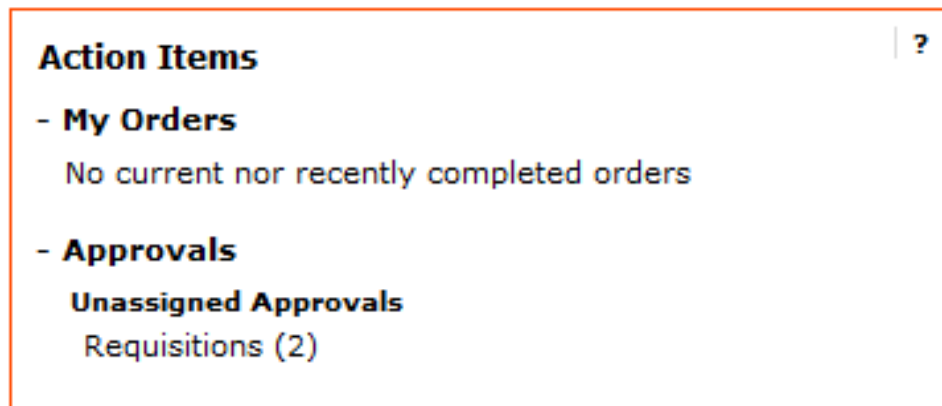 Action Items
?
- My Orders
No current nor recently completed orders
- Approvals
Unassigned Approvals
Requisitions (2)